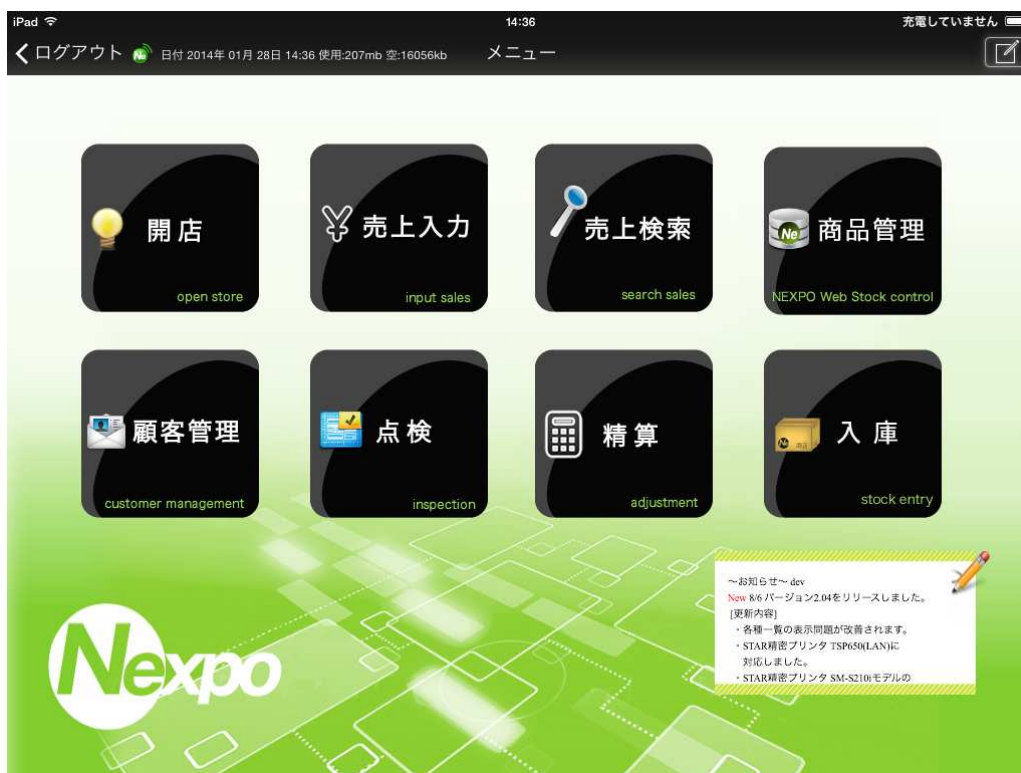 iPad 14:36 充電していません
ログアウト 日付 2014年 01月 28日 14:36 使用:207mb 空:16056kb メニュー
開店
open store
¥ 売上入力
input sales
売上検索
search sales
Ne 商品管理
NEXPO Web Stock control
顧客管理
customer management
点検
inspection
精算
adjustment
入庫
stock entry
～お知らせ～ dev
New 8/6 バージョン2.04をリリースしました。
[更新内容]
・各種一覧の表示問題が改善されます。
・STAR精密プリンタ TSP650(LAN)に
対応しました。
・STAR精密プリンタ SM-S210iモデルの
Nexpo